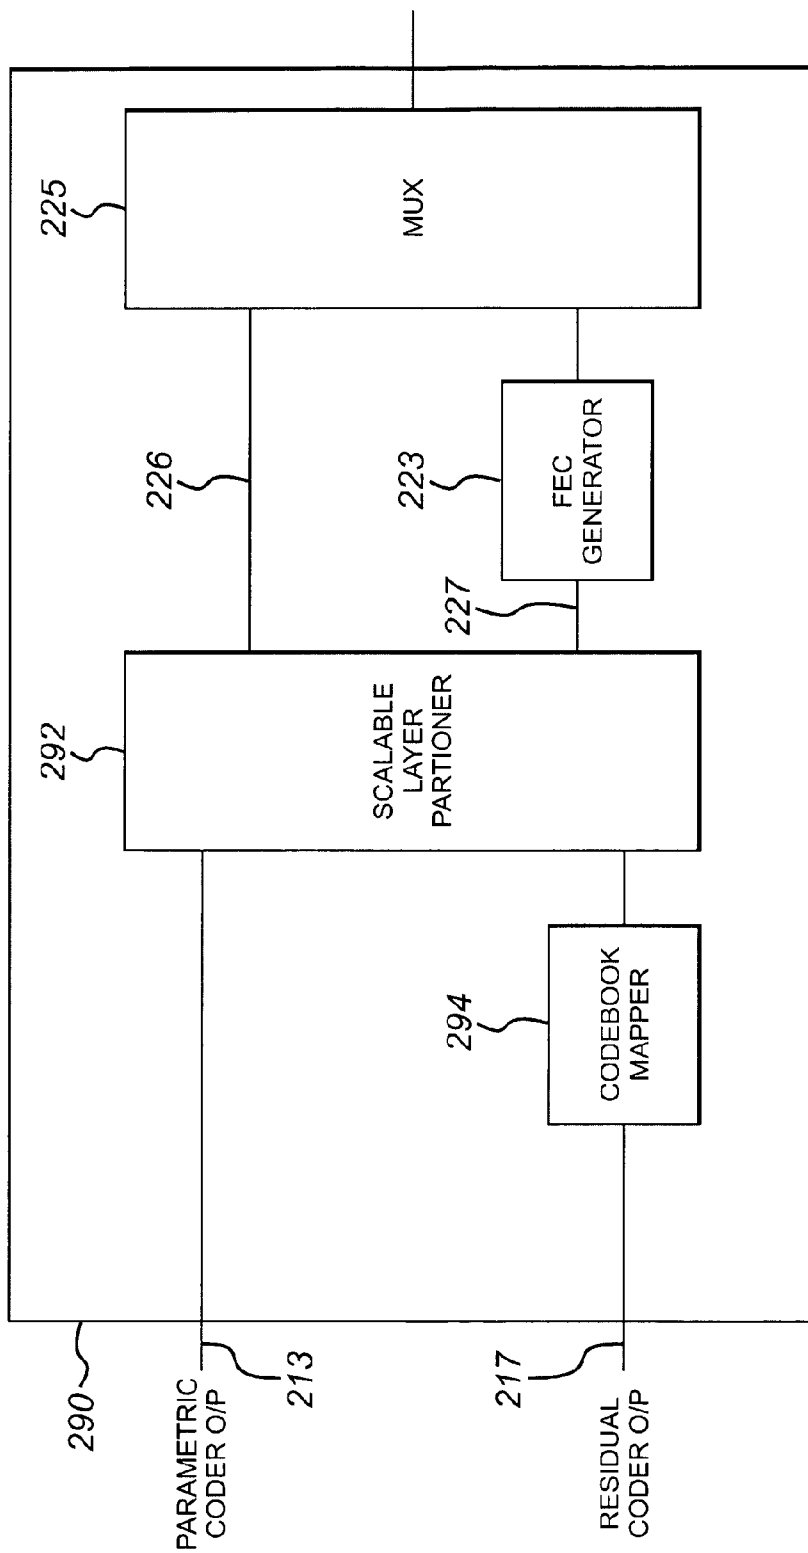 290
PARAMETRIC
CODER O/P
213
RESIDUAL
CODER O/P
217
294
CODEBOOK
MAPPER
292
SCALABLE
LAYER
PARTIONER
226
227
223
FEC
GENERATOR
225
MUX